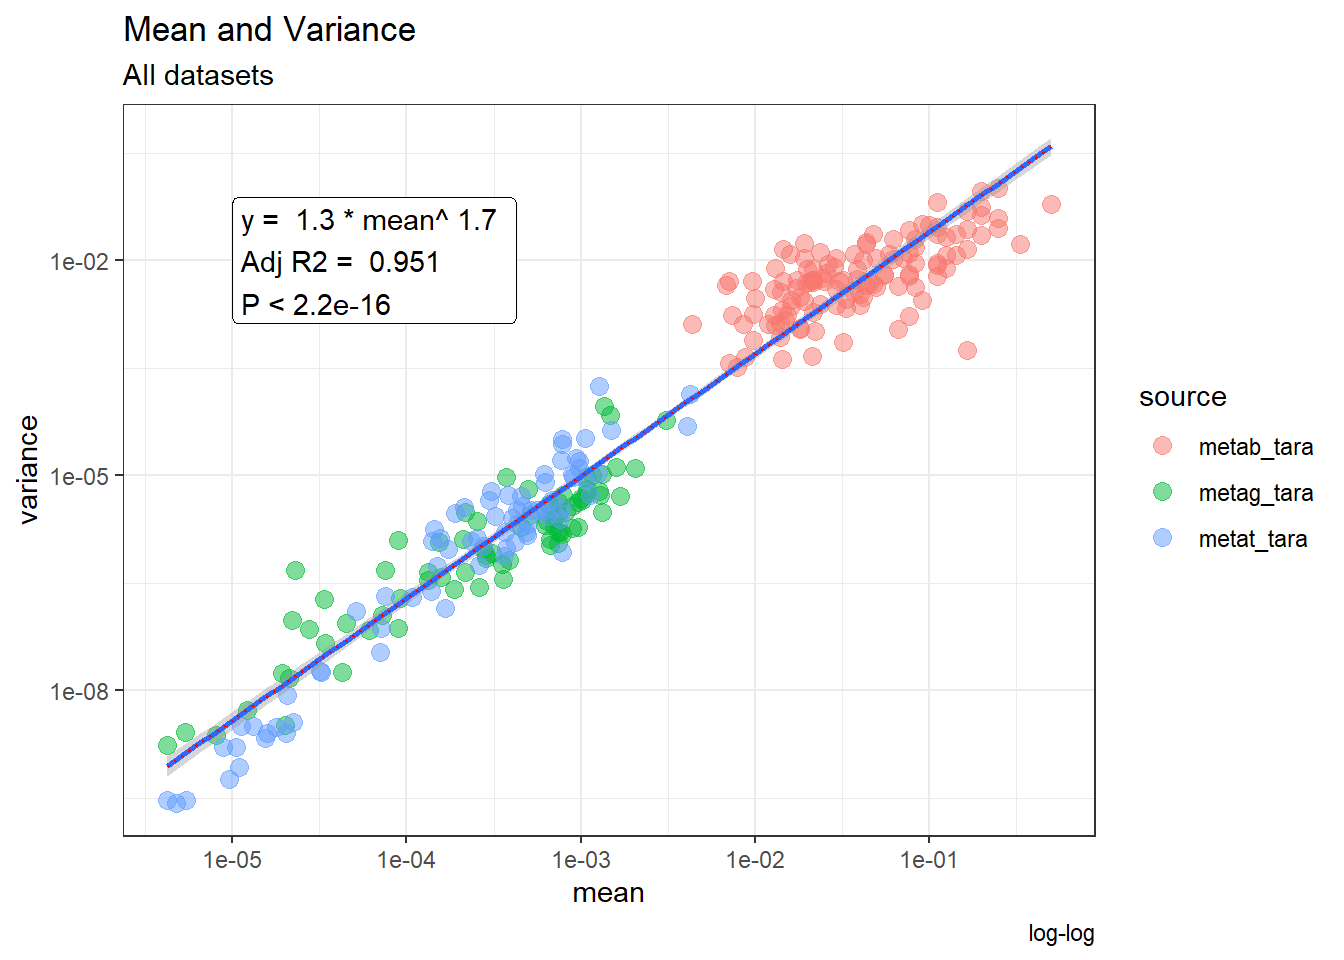 Mean and Variance
All datasets
y =  1.3 * mean^ 1.7
Adj R2 =  0.951
P < 2.2e-16
1e-02
1e-05
1e-08
variance
1e-05 1e-04 1e-03 1e-02 1e-01
mean
source
metab_tara
metag_tara
metat_tara
log-log